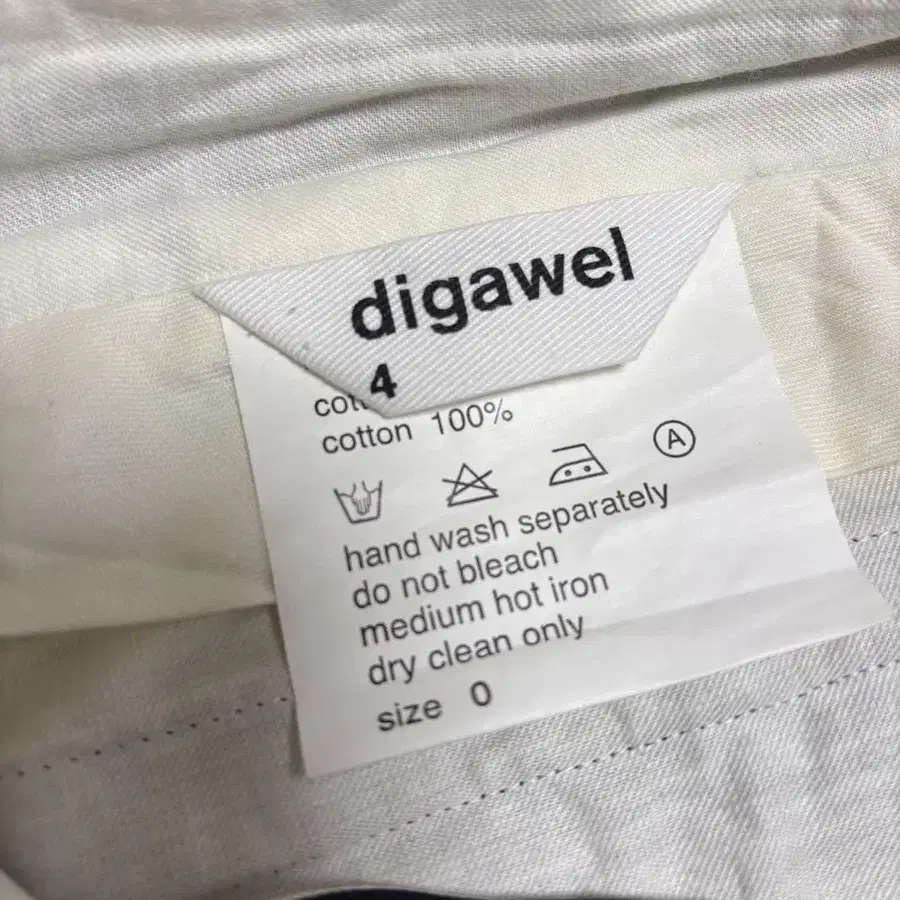 digawel
4
cotton 100%
A
hand wash separately
do not bleach
medium hot iron
dry clean only
size 0